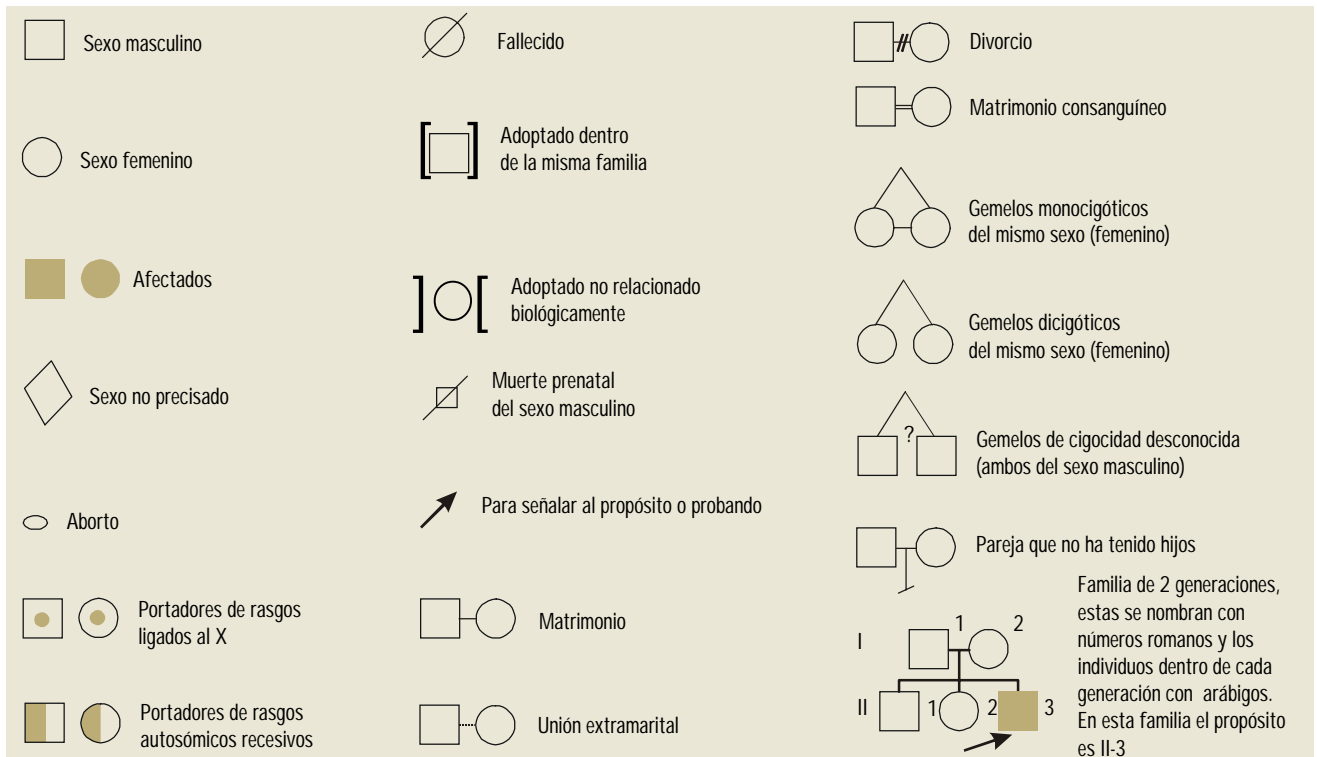 Sexo masculino
Sexo femenino
Afectados
Sexo no precisado
Aborto
Portadores de rasgos
ligados al X
Portadores de rasgos
autosómicos recesivos
Fallecido
Adoptado dentro
de la misma familia
Adoptado no relacionado
biológicamente
Muerte prenatal
del sexo masculino
Para señalar al propósito o probando
Matrimonio
Unión extramarital
Divorcio
Matrimonio consanguíneo
Gemelos monocigóticos
del mismo sexo (femenino)
Gemelos dicigóticos
del mismo sexo (femenino)
?
Gemelos de cigocidad desconocida
(ambos del sexo masculino)
Pareja que no ha tenido hijos
I 1 2
II 1 2 3
Familia de 2 generaciones,
estas se nombran con
números romanos y los
individuos dentro de cada
generación con arábigos.
En esta familia el propósito
es II-3